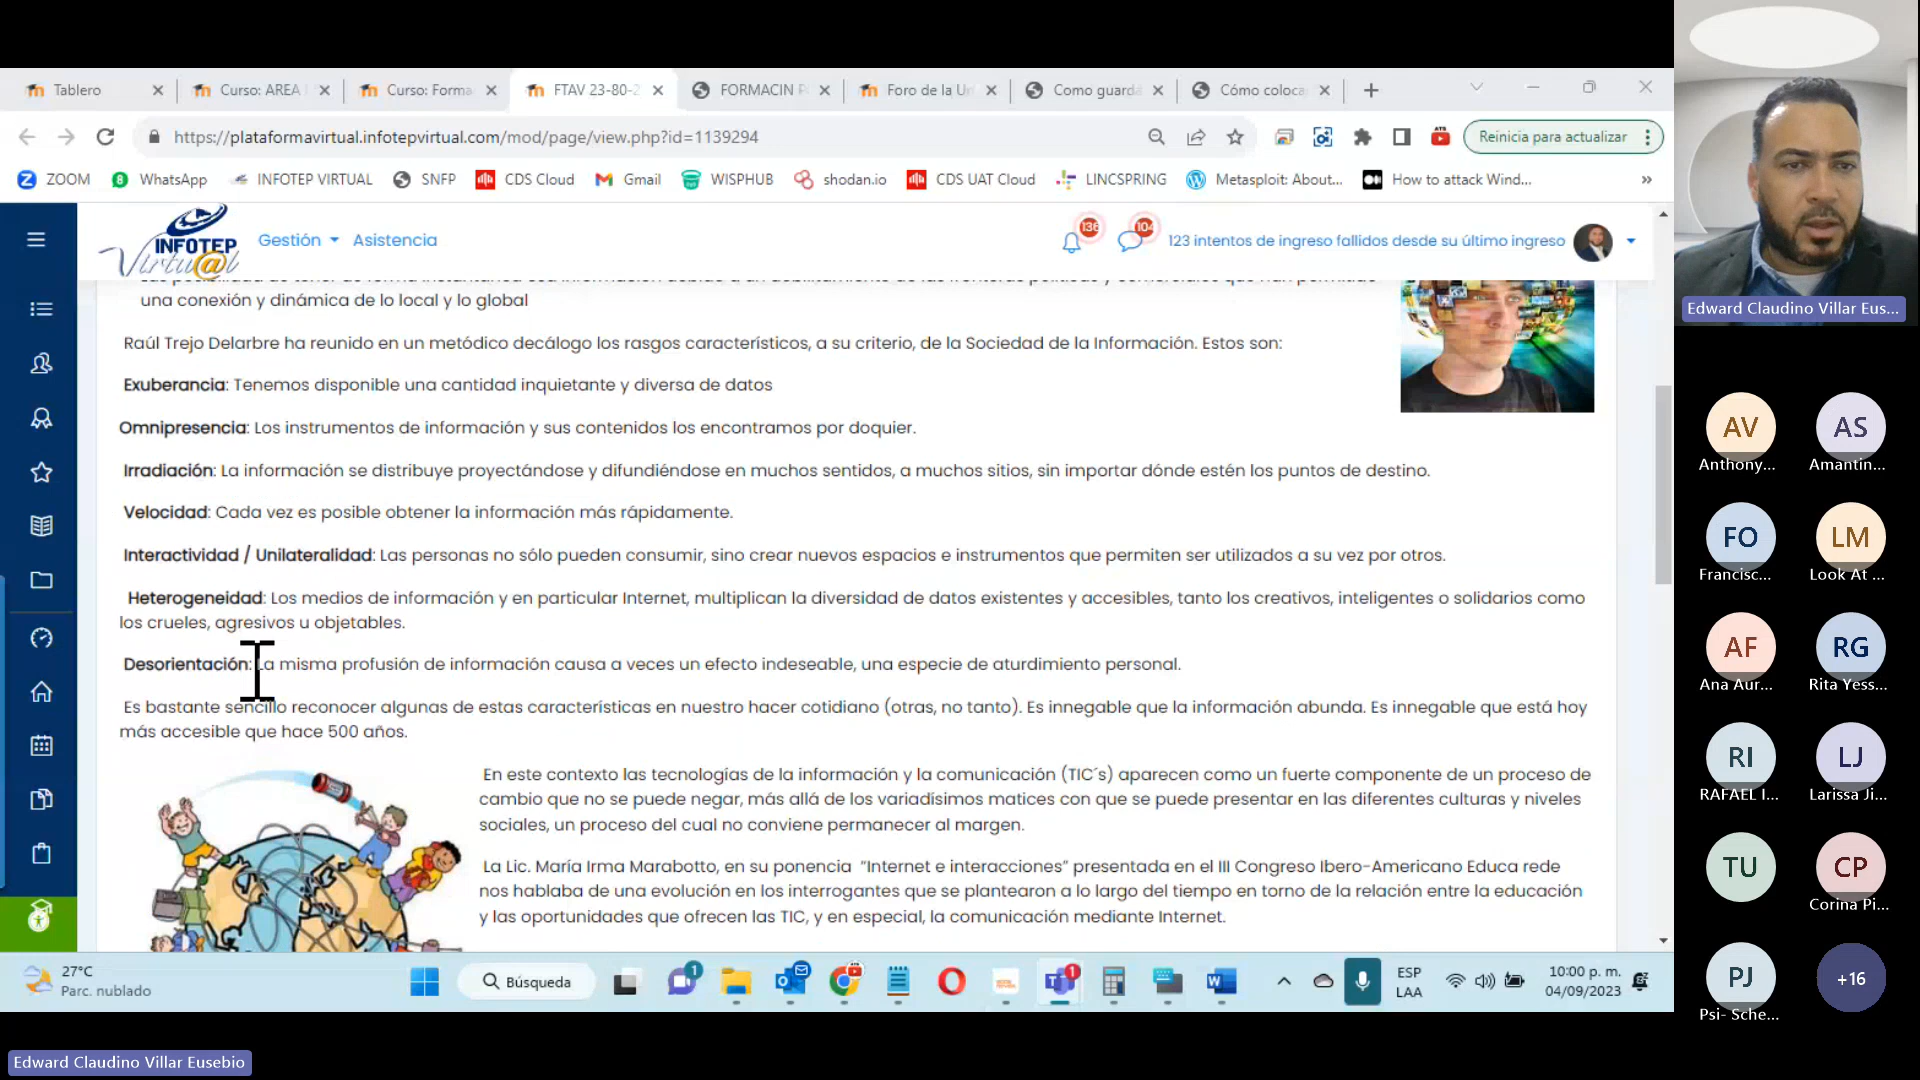 Tablero
Curso: AREA
Curso: Forma
FTAV 23-80-2
FORMACIN
Foro de la Un
Como guarda
Cómo coloca
https://plataformavirtual.infotepvirtual.com/mod/page/view.php?id=1139294
Reinicia para actualizar
ZOOM
WhatsApp
INFOTEP VIRTUAL
SNFP
CDS Cloud
Gmail
WISPHUB
shodan.io
CDS UAT Cloud
LINCSPRING
Metasploit: About...
How to attack Wind...
»
INFOTEP
Virtu@l
Gestión
Asistencia
136
104
123 intentos de ingreso fallidos desde su último ingreso
una conexión y dinámica de lo local y lo global
Raúl Trejo Delarbre ha reunido en un metódico decálogo los rasgos característicos, a su criterio, de la Sociedad de la Información. Estos son:
Exuberancia: Tenemos disponible una cantidad inquietante y diversa de datos
Omnipresencia: Los instrumentos de información y sus contenidos los encontramos por doquier.
Irradiación: La información se distribuye proyectándose y difundiéndose en muchos sentidos, a muchos sitios, sin importar dónde estén los puntos de destino.
Velocidad: Cada vez es posible obtener la información más rápidamente.
Interactividad / Unilateralidad: Las personas no sólo pueden consumir, sino crear nuevos espacios e instrumentos que permiten ser utilizados a su vez por otros.
Heterogeneidad: Los medios de información y en particular Internet, multiplican la diversidad de datos existentes y accesibles, tanto los creativos, inteligentes o solidarios como
los crueles, agresivos u objetables.
Desorientación: La misma profusión de información causa a veces un efecto indeseable, una especie de aturdimiento personal.
Es bastante sencillo reconocer algunas de estas características en nuestro hacer cotidiano (otras, no tanto). Es innegable que la información abunda. Es innegable que está hoy
más accesible que hace 500 años.
En este contexto las tecnologías de la información y la comunicación (TIC´s) aparecen como un fuerte componente de un proceso de
cambio que no se puede negar, más allá de los variadísimos matices con que se puede presentar en las diferentes culturas y niveles
sociales, un proceso del cual no conviene permanecer al margen.
La Lic. María Irma Marabotto, en su ponencia "Internet e interacciones" presentada en el III Congreso Ibero-Americano Educa rede
nos hablaba de una evolución en los interrogantes que se plantearon a lo largo del tiempo en torno de la relación entre la educación
y las oportunidades que ofrecen las TIC, y en especial, la comunicación mediante Internet.
27°C
Parc. nublado
Búsqueda
1
1
ESP
LAA
10:00 p. m.
04/09/2023
Edward Claudino Villar Eus...
AV
Anthony...
AS
Amantin...
FO
Francisc...
LM
Look At ...
AF
Ana Aur...
RG
Rita Yess...
RI
RAFAEL I...
LJ
Larissa Ji...
TU
CP
Corina Pi...
PJ
Psi- Sche...
+16
Edward Claudino Villar Eusebio